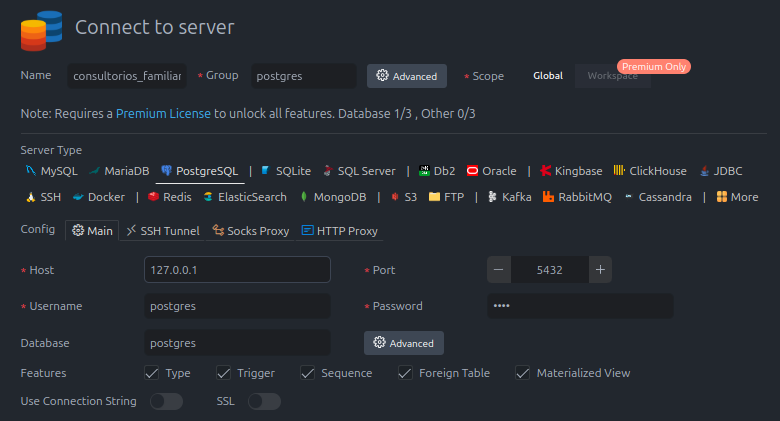 Connect to server
Name consultorios_familiar * Group postgres Advanced * Scope Global Workspace Premium Only
Note: Requires a Premium License to unlock all features. Database 1/3 , Other 0/3
Server Type
MySQL MariaDB PostgreSQL | SQLite SQL Server | Db2 Oracle | Kingbase ClickHouse JDBC
SSH Docker | Redis ElasticSearch MongoDB | S3 FTP | Kafka RabbitMQ Cassandra | More
Config Main SSH Tunnel Socks Proxy HTTP Proxy
* Host 127.0.0.1 * Port − 5432 +
* Username postgres * Password ••••
Database postgres Advanced
Features Type Trigger Sequence Foreign Table Materialized View
Use Connection String SSL